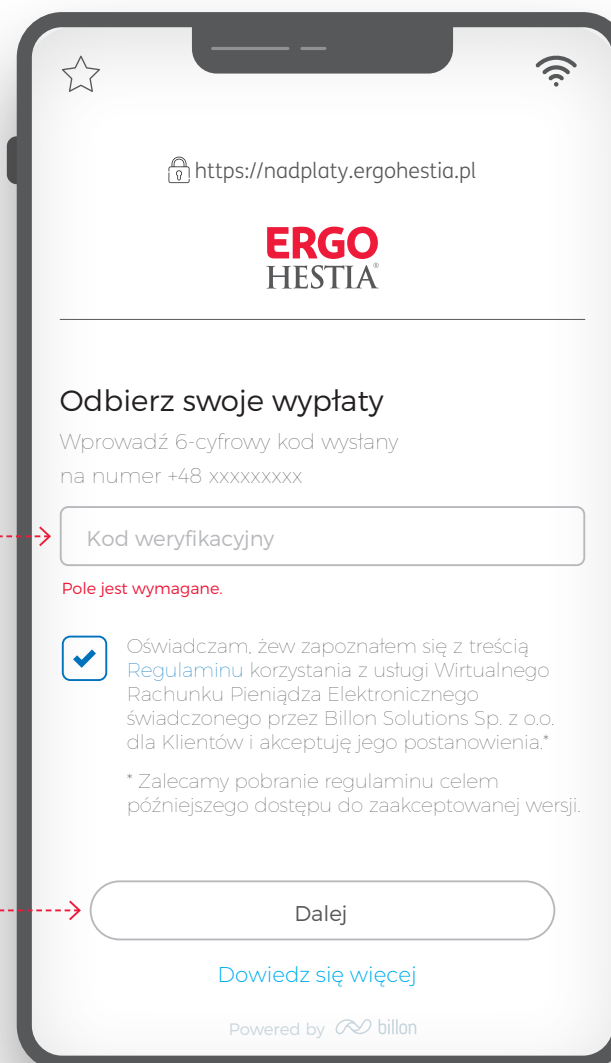 https://nadplaty.ergohestia.pl
ERGO
HESTIA®
Odbierz swoje wypłaty
Wprowadź 6-cyfrowy kod wysłany
na numer +48 xxxxxxxxx
Kod weryfikacyjny
Pole jest wymagane.
Oświadczam, żew zapoznałem się z treścią
Regulaminu korzystania z usługi Wirtualnego
Rachunku Pieniądza Elektronicznego
świadczonego przez Billon Solutions Sp. z o.o.
dla Klientów i akceptuję jego postanowienia.*
* Zalecamy pobranie regulaminu celem
późniejszego dostępu do zaakceptowanej wersji.
Dalej
Dowiedz się więcej
Powered by billon